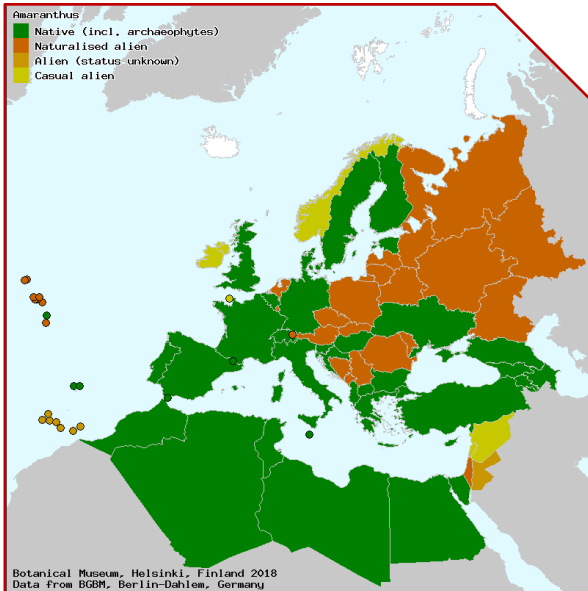 Amaranthus
Native (incl. archaeophytes)
Naturalised alien
Alien (status unknown)
Casual alien
Botanical Museum, Helsinki, Finland 2018
Data from BGBM, Berlin-Dahlem, Germany